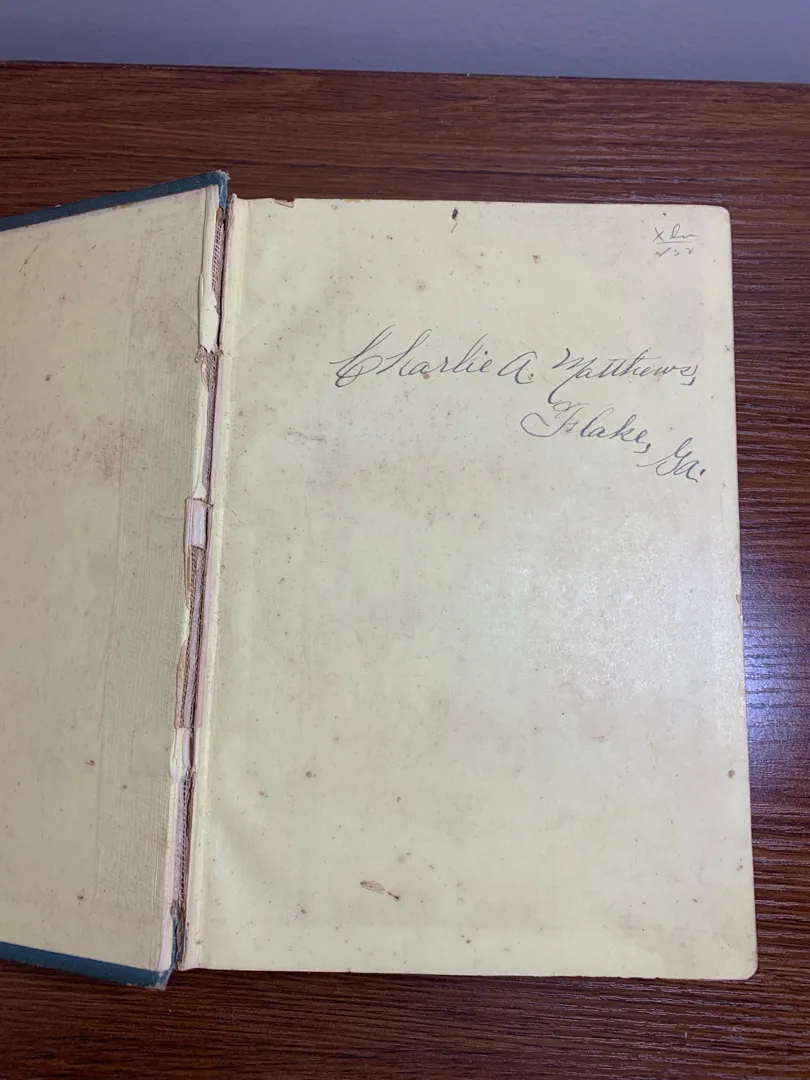 Charlie A. Matthews,
Flake, Ga.